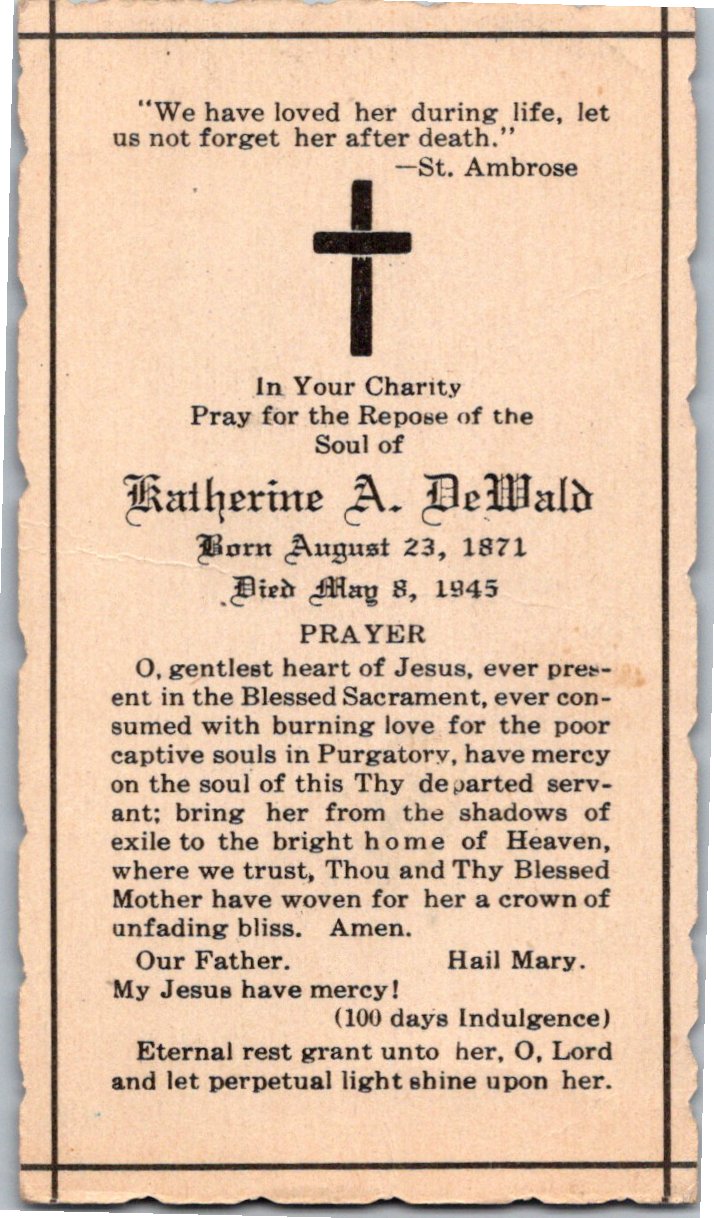 "We have loved her during life, let
us not forget her after death."
—St. Ambrose
In Your Charity
Pray for the Repose of the
Soul of
Katherine A. DeWald
Born August 23, 1871
Died May 8, 1945
PRAYER
O, gentlest heart of Jesus, ever pres-
ent in the Blessed Sacrament, ever con-
sumed with burning love for the poor
captive souls in Purgatory, have mercy
on the soul of this Thy departed serv-
ant; bring her from the shadows of
exile to the bright home of Heaven,
where we trust, Thou and Thy Blessed
Mother have woven for her a crown of
unfading bliss. Amen.
Our Father. Hail Mary.
My Jesus have mercy!
(100 days Indulgence)
Eternal rest grant unto her, O, Lord
and let perpetual light shine upon her.